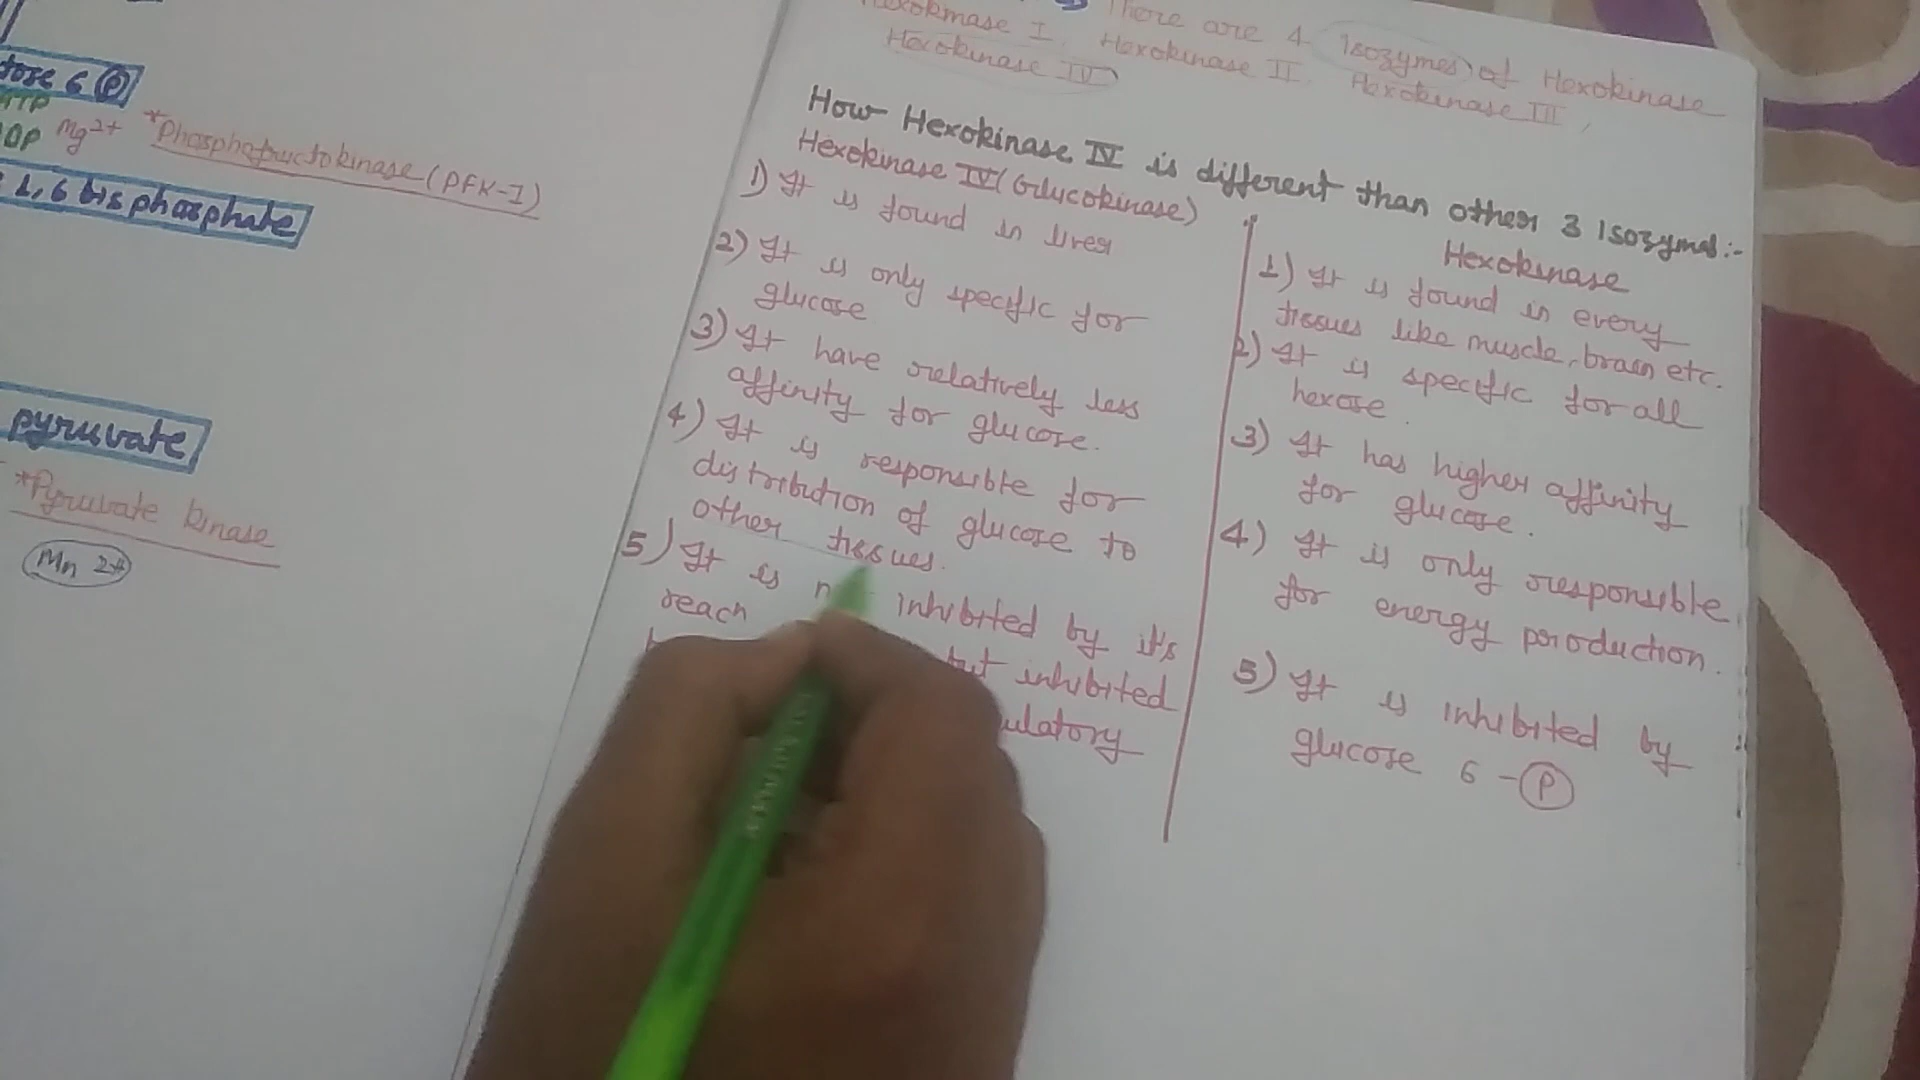 tose 6 P
ATP
ADP Mg2+ *Phosphofructokinase (PFK-I)
1,6 bis phosphate
pyruvate
*Pyruvate kinase
Mn 2+
There are 4 Isozymes of Hexokinase
Hexokinase I, Hexokinase II, Hexokinase III,
Hexokinase IV
How Hexokinase IV is different than other 3 Isozymes:-
Hexokinase IV (Glucokinase)
1) It is found in liver
2) It is only specific for
glucose
3) It have relatively less
affinity for glucose.
4) It is responsible for
distribution of glucose to
other tissues.
5) It is inhibited by it's
reach
but inhibited
ulatory
Hexokinase
1) It is found in every
tissues like muscle, brain etc.
2) It is specific for all
hexose.
3) It has higher affinity
for glucose.
4) It is only responsible
for energy production.
5) It is inhibited by
glucose 6 - P